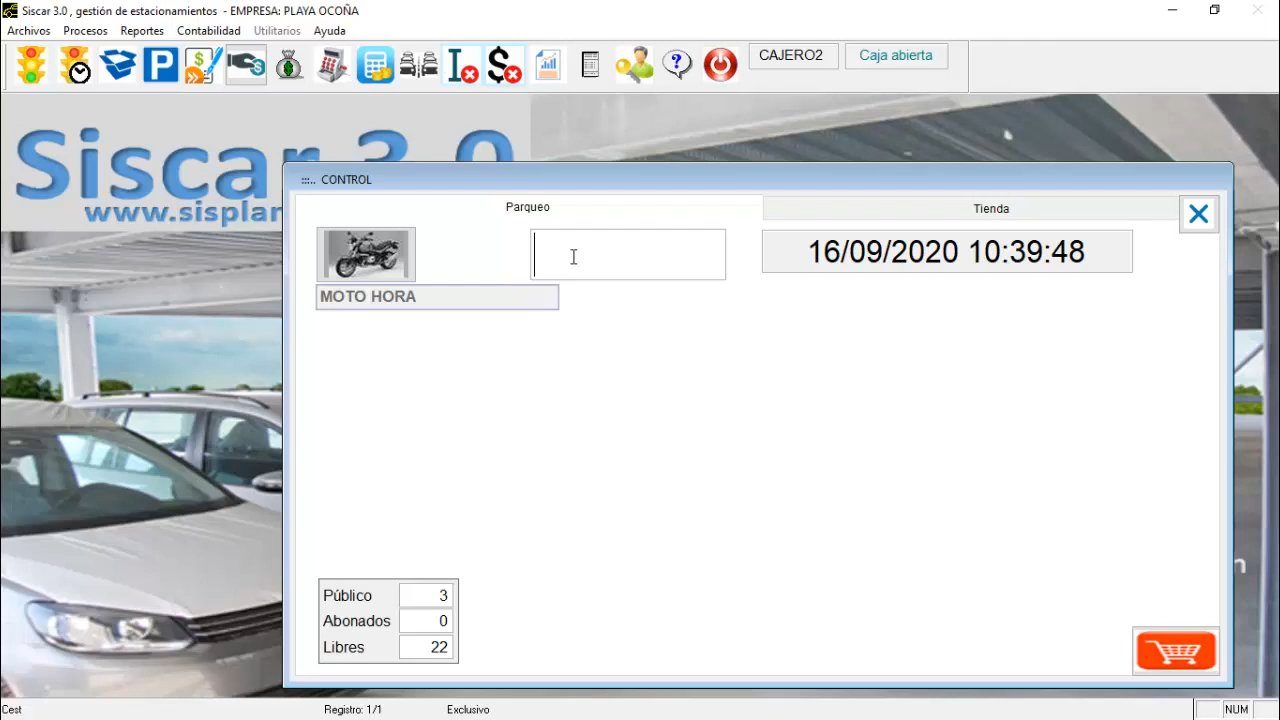 Siscar 3.0 , gestión de estacionamientos - EMPRESA: PLAYA OCOÑA
Archivos Procesos Reportes Contabilidad Utilitarios Ayuda
CAJERO2 Caja abierta
Siscar 3.0
:::.. CONTROL
Parqueo Tienda
16/09/2020 10:39:48
MOTO HORA
Público 3
Abonados 0
Libres 22
Cest Registro: 1/1 Exclusivo NUM